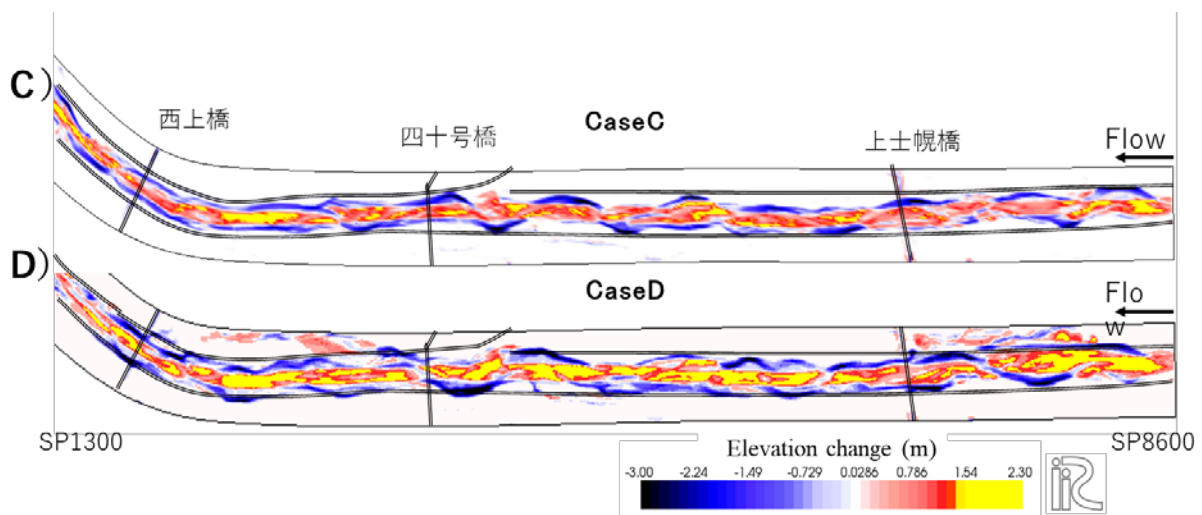 C)
西上橋
四十号橋
CaseC
上士幌橋
Flow
D)
CaseD
Flo
w
SP1300
SP8600
Elevation change (m)
-3.00 -2.24 -1.49 -0.729 0.0286 0.786 1.54 2.30
iRIC